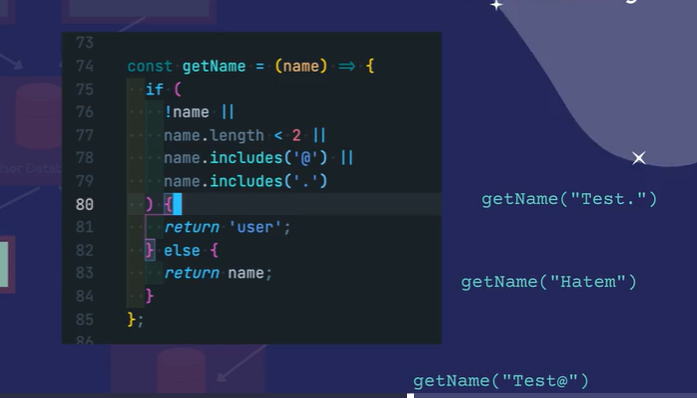 73
74 const getName = (name) => {
75 if (
76 !name ||
77 name.length < 2 ||
78 name.includes('@') ||
79 name.includes('.')
80 ) {
81 return 'user';
82 } else {
83 return name;
84 }
85 };
86
getName("Test.")
getName("Hatem")
getName("Test@")